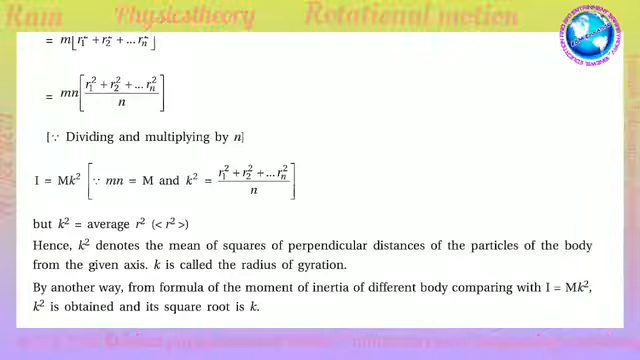 Ram Physicstheory Rotational motion
= m[r₁² + r₂² + ... rₙ²]
= mn[(r₁² + r₂² + ... rₙ²)/n]
[∵ Dividing and multiplying by n]
I = Mk² [∵ mn = M and k² = (r₁² + r₂² + ... rₙ²)/n]
but k² = average r² (< r² >)
Hence, k² denotes the mean of squares of perpendicular distances of the particles of the body
from the given axis. k is called the radius of gyration.
By another way, from formula of the moment of inertia of different body comparing with I = Mk²,
k² is obtained and its square root is k.